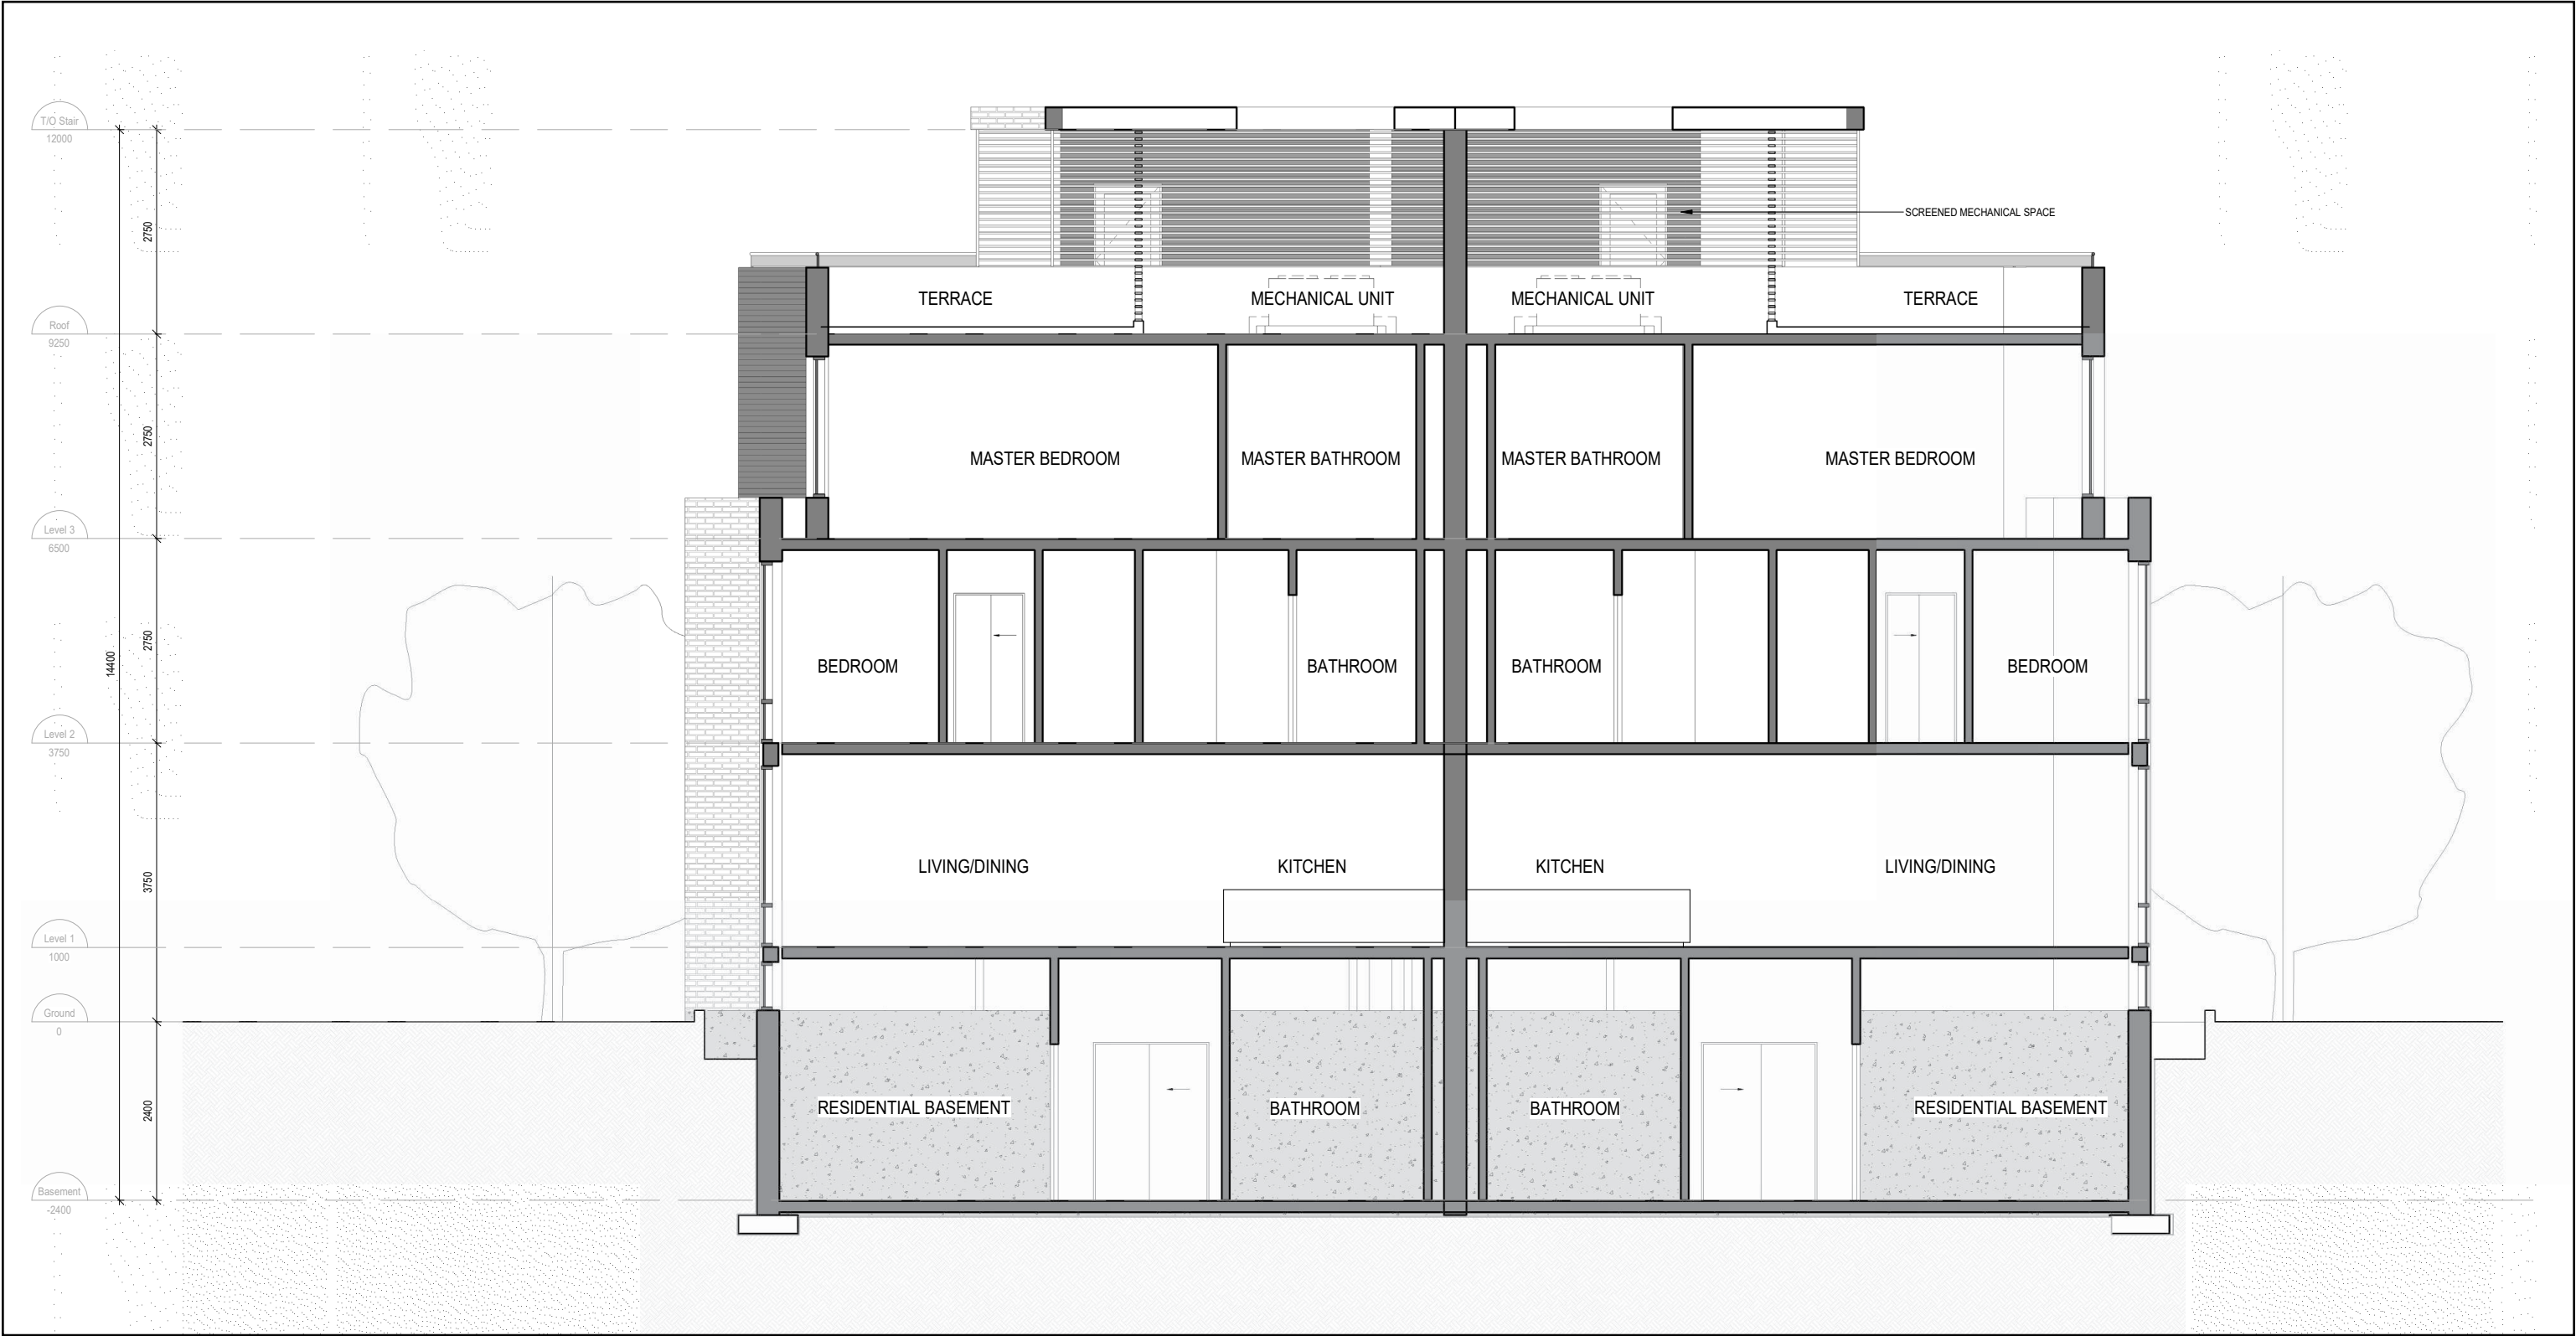 T/O Stair
12000
2750
SCREENED MECHANICAL SPACE
TERRACE
MECHANICAL UNIT
MECHANICAL UNIT
TERRACE
Roof
9250
2750
MASTER BEDROOM
MASTER BATHROOM
MASTER BATHROOM
MASTER BEDROOM
Level 3
6500
2750
14400
BEDROOM
BATHROOM
BATHROOM
BEDROOM
Level 2
3750
3750
LIVING/DINING
KITCHEN
KITCHEN
LIVING/DINING
Level 1
1000
Ground
0
2400
RESIDENTIAL BASEMENT
BATHROOM
BATHROOM
RESIDENTIAL BASEMENT
Basement
-2400